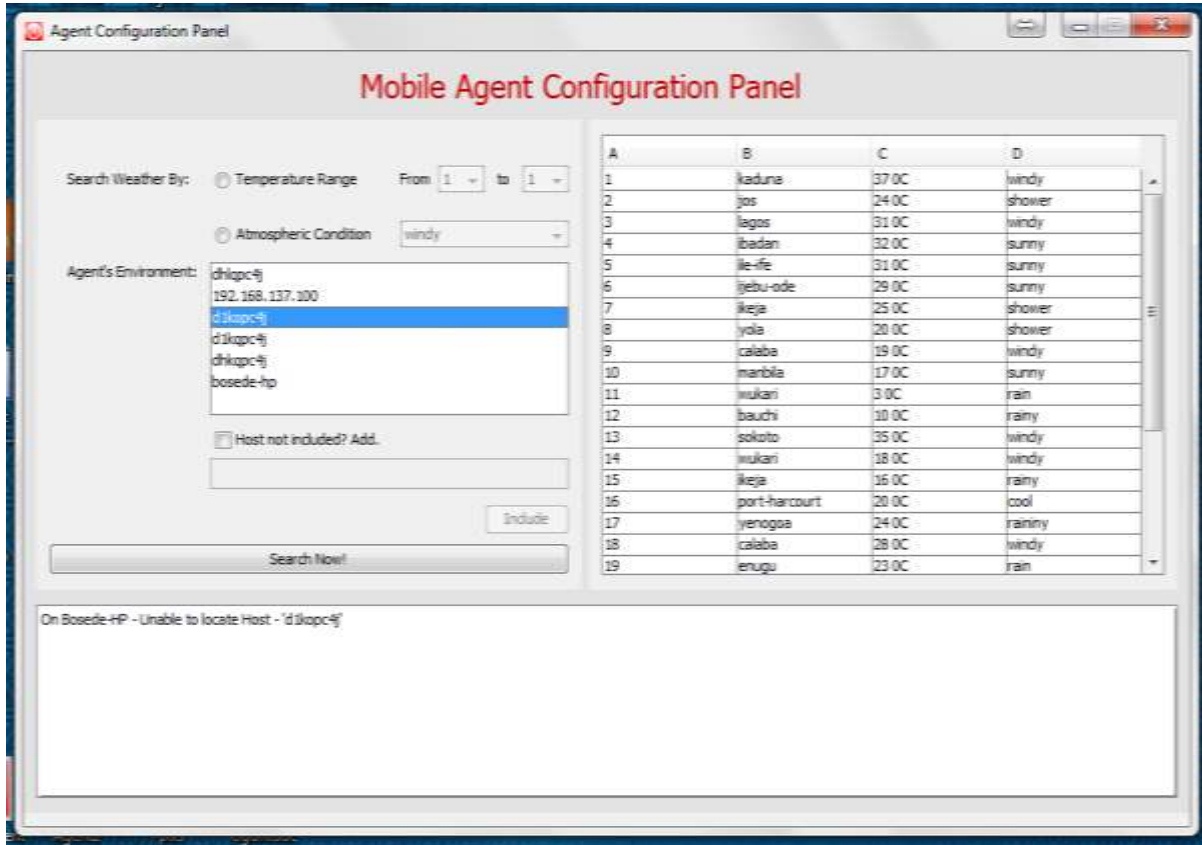 Agent Configuration Panel
Mobile Agent Configuration Panel
Search Weather By:
Temperature Range From 1 to 1
Atmospheric Condition windy
Agent's Environment:
dhkqpc4j
192.168.137.100
d1kopc4j
d1kqpc4j
dhkqpc4j
bosede-hp
Host not included? Add.
Include
Search Now!
A B C D
1 kaduna 37 0C windy
2 jos 24 0C shower
3 lagos 31 0C windy
4 ibadan 32 0C sunny
5 ile-ife 31 0C sunny
6 ijebu-ode 29 0C sunny
7 ikeja 25 0C shower
8 yola 20 0C shower
9 calaba 19 0C windy
10 manbila 17 0C sunny
11 wukari 3 0C rain
12 bauchi 10 0C rainy
13 sokoto 35 0C windy
14 wukari 18 0C windy
15 ikeja 16 0C rainy
16 port-harcourt 20 0C cool
17 yenogoa 24 0C raininy
18 calaba 28 0C windy
19 enugu 23 0C rain
On Bosede-HP - Unable to locate Host - 'd1kopc4j'